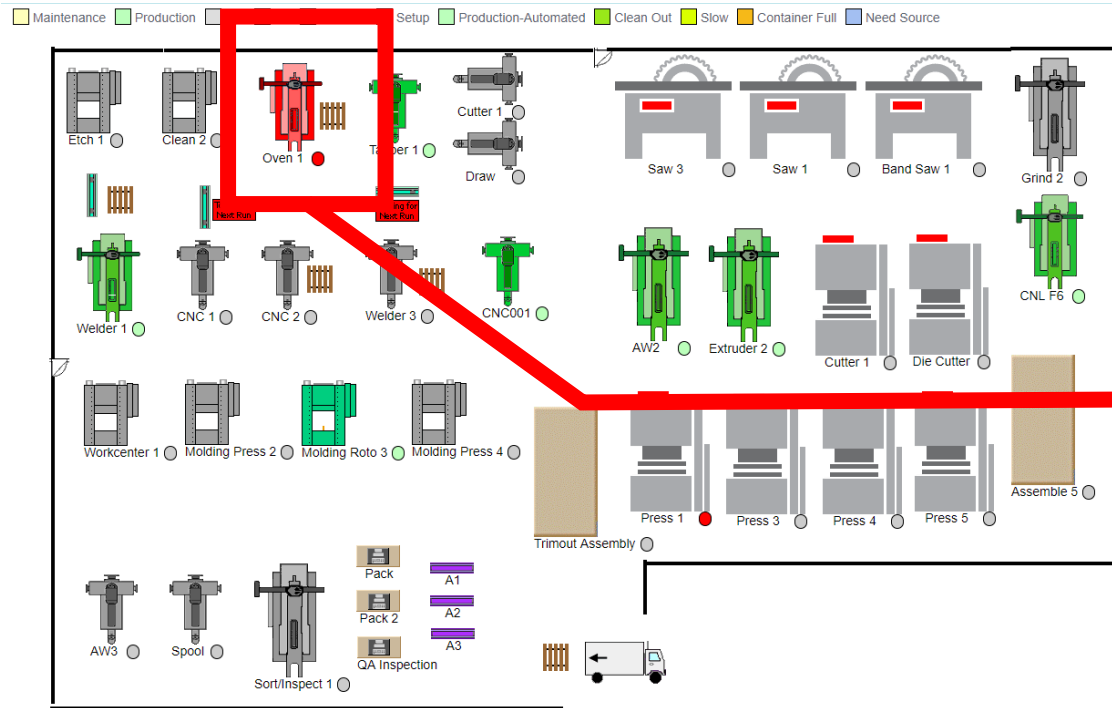 Maintenance
Production
Setup
Production-Automated
Clean Out
Slow
Container Full
Need Source
Etch 1
Clean 2
Oven 1
1
Cutter 1
Draw
Saw 3
Saw 1
Band Saw 1
Grind 2
for
Next Run
Next Run
Welder 1
CNC 1
CNC 2
Welder 3
CNC001
AW2
Extruder 2
Cutter 1
Die Cutter
CNL F6
Workcenter 1
Molding Press 2
Molding Roto 3
Molding Press 4
Trimout Assembly
Press 1
Press 3
Press 4
Press 5
Assemble 5
Pack
Pack 2
QA Inspection
A1
A2
A3
AW3
Spool
Sort/Inspect 1